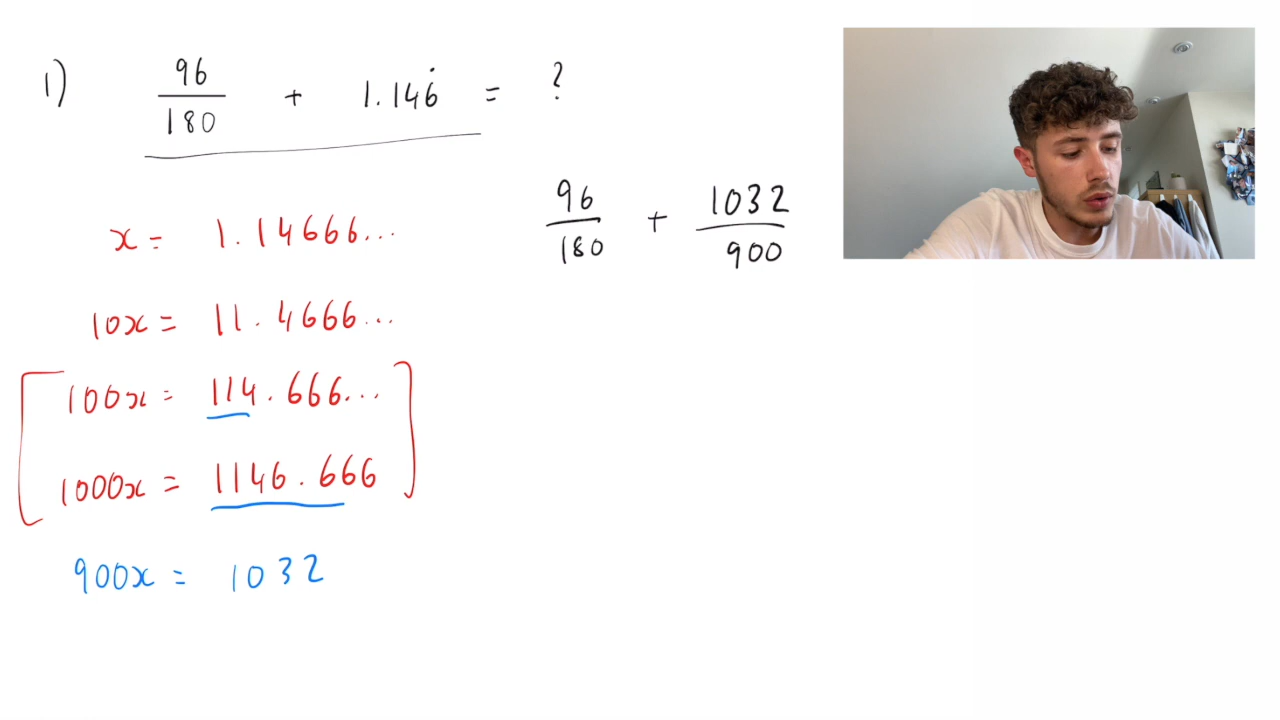 1) 96/180 + 1.146̇ = ?
96/180 + 1032/900
x = 1.14666...
10x = 11.4666...
100x = 114.666...
1000x = 1146.666
900x = 1032